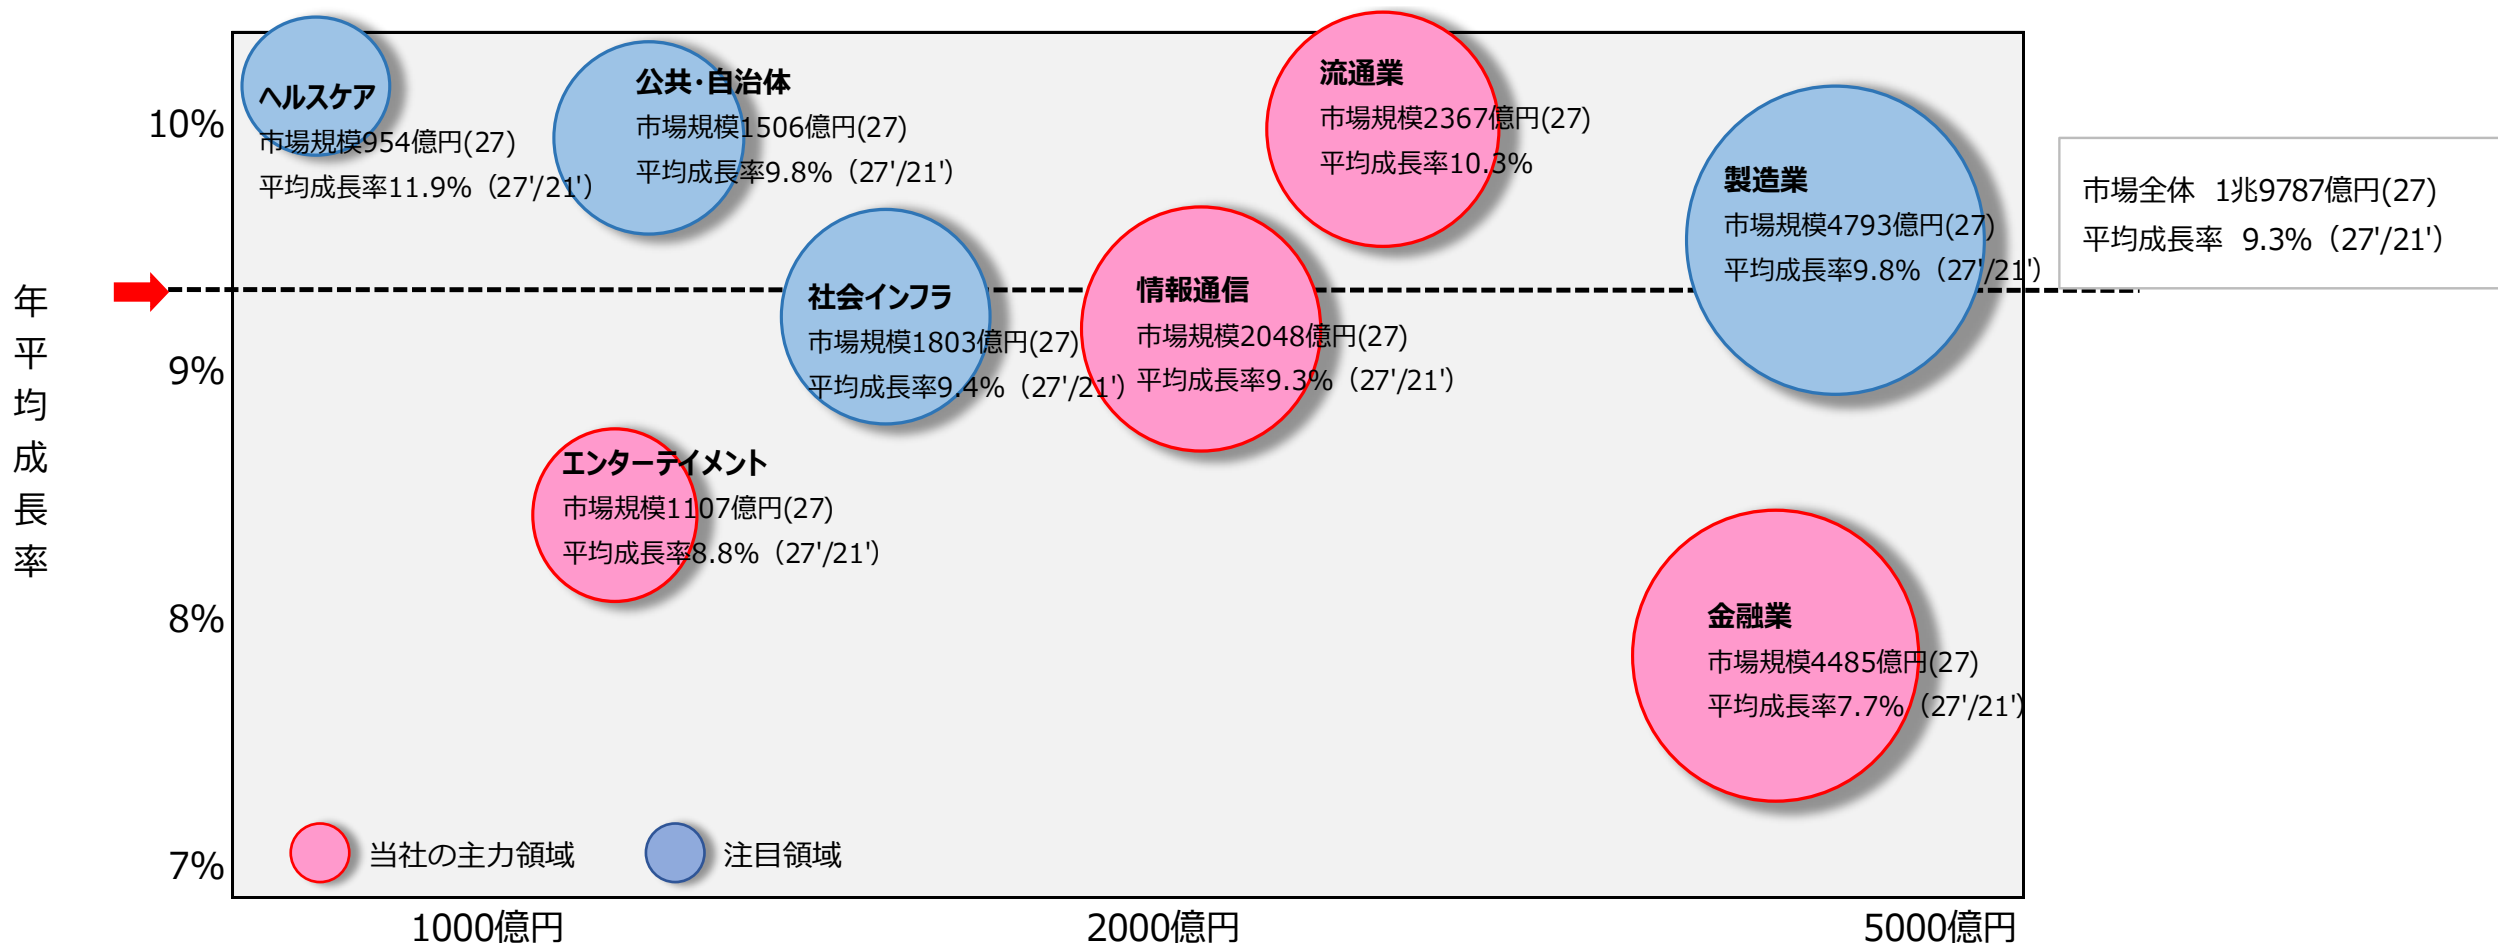 年平均成長率
10%
9%
8%
7%
ヘルスケア
市場規模954億円(27)
平均成長率11.9%（27'/21'）
公共・自治体
市場規模1506億円(27)
平均成長率9.8%（27'/21'）
流通業
市場規模2367億円(27)
平均成長率10.3%
製造業
市場規模4793億円(27)
平均成長率9.8%（27'/21'）
市場全体　1兆9787億円(27)
平均成長率　9.3%（27'/21'）
社会インフラ
市場規模1803億円(27)
平均成長率9.4%（27'/21'）
情報通信
市場規模2048億円(27)
平均成長率9.3%（27'/21'）
エンターテイメント
市場規模1107億円(27)
平均成長率8.8%（27'/21'）
金融業
市場規模4485億円(27)
平均成長率7.7%（27'/21'）
当社の主力領域
注目領域
1000億円
2000億円
5000億円